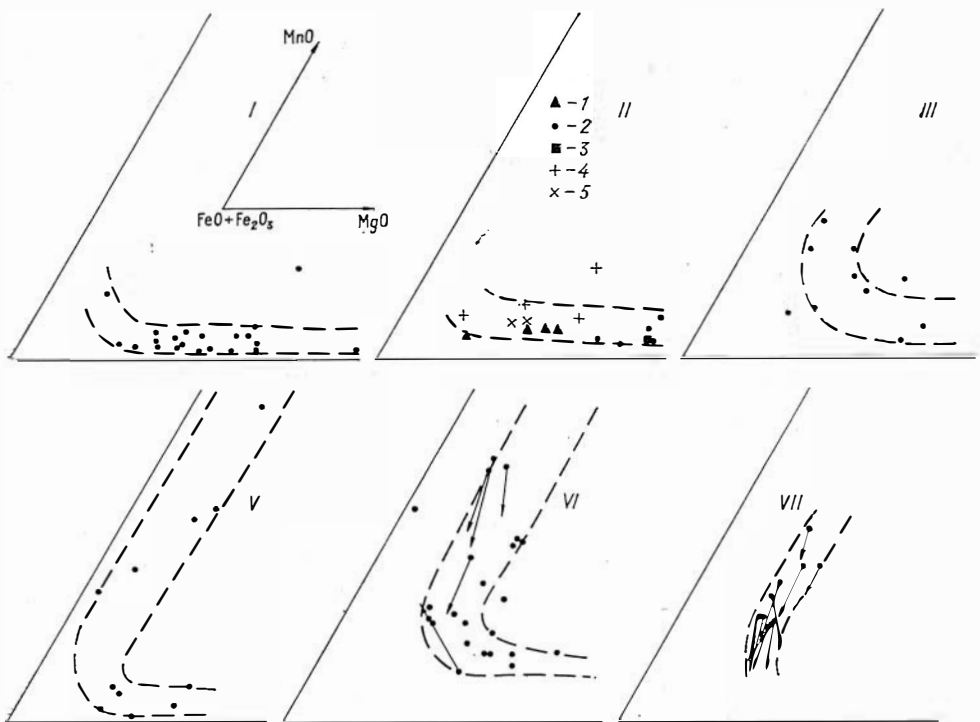 MnO
I
FeO+Fe₂O₃
MgO
▲-1
II
●-2
■-3
+-4
×-5
III
V
VI
VII